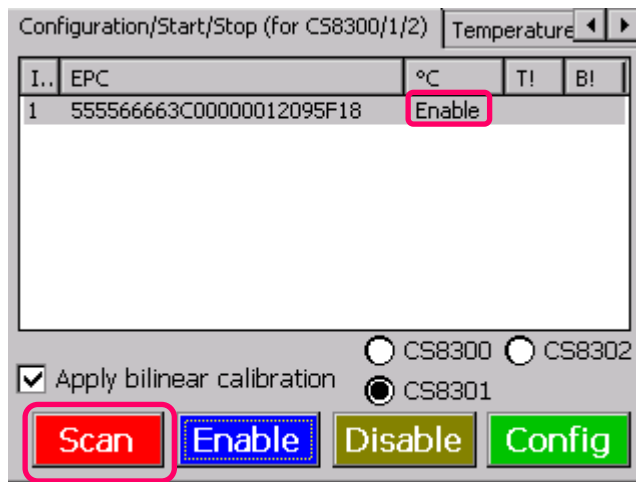 Configuration/Start/Stop (for CS8300/1/2) Temperature
I.. EPC °C T! B!
1 555566663C00000012095F18 Enable
CS8300 CS8302
Apply bilinear calibration CS8301
Scan Enable Disable Config